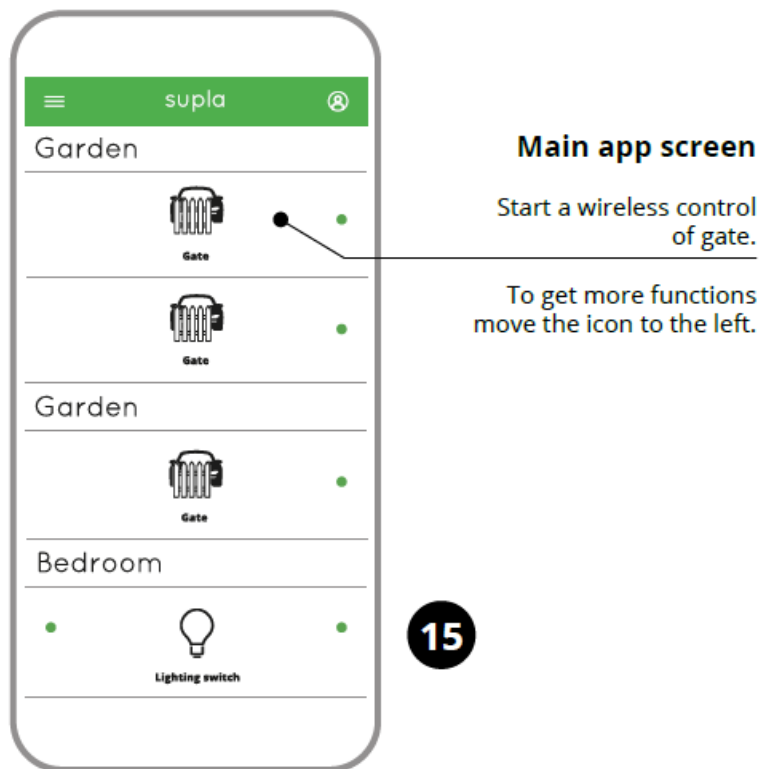 supla
Garden
Gate
Gate
Garden
Gate
Bedroom
Lighting switch
Main app screen
Start a wireless control
of gate.
To get more functions
move the icon to the left.
15